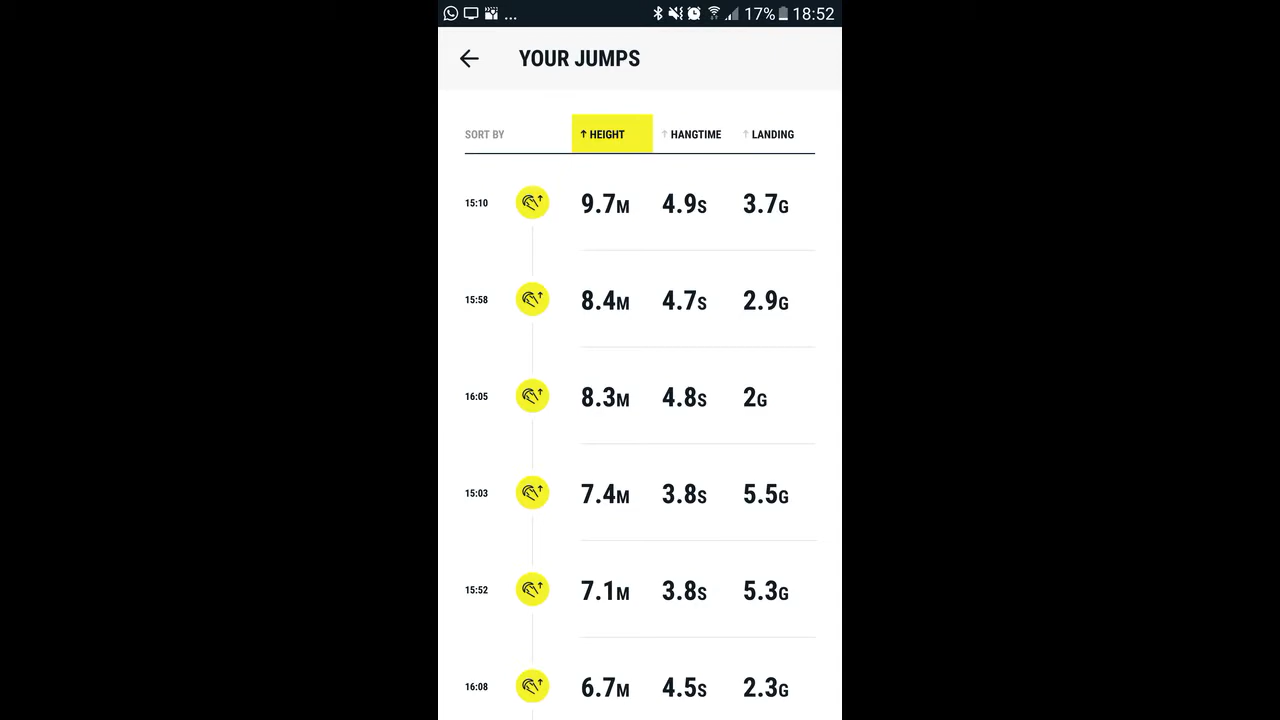 ... 17% 18:52
YOUR JUMPS
SORT BY ↑ HEIGHT ↑ HANGTIME ↑ LANDING
15:10 9.7M 4.9S 3.7G
15:58 8.4M 4.7S 2.9G
16:05 8.3M 4.8S 2G
15:03 7.4M 3.8S 5.5G
15:52 7.1M 3.8S 5.3G
16:08 6.7M 4.5S 2.3G